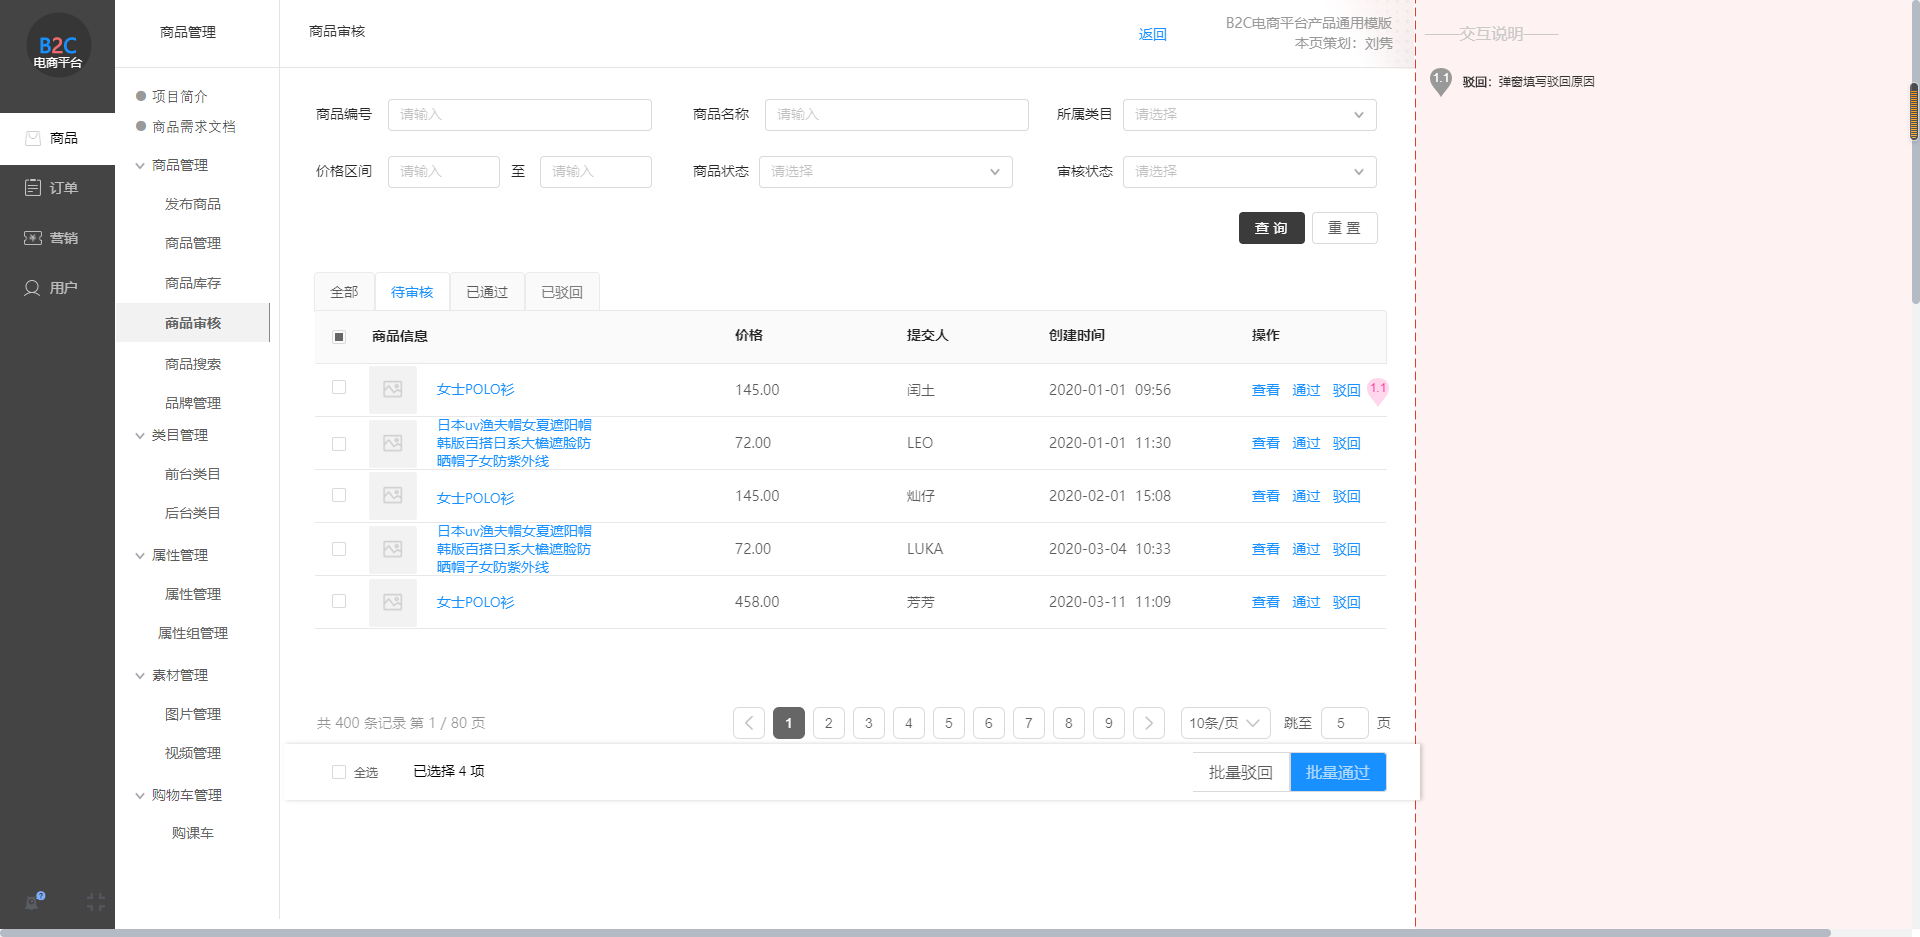 B2C
电商平台
商品
订单
营销
用户
商品管理
项目简介
商品需求文档
商品管理
发布商品
商品管理
商品库存
商品审核
商品搜索
品牌管理
类目管理
前台类目
后台类目
属性管理
属性管理
属性组管理
素材管理
图片管理
视频管理
购物车管理
购课车
商品审核
返回
B2C电商平台产品通用模版
本页策划：刘隽
商品编号 请输入 商品名称 请输入 所属类目 请选择
价格区间 请输入 至 请输入 商品状态 请选择 审核状态 请选择
查 询 重 置
全部 待审核 已通过 已驳回
商品信息 价格 提交人 创建时间 操作
女士POLO衫 145.00 闰土 2020-01-01 09:56 查看 通过 驳回 1.1
日本uv渔夫帽女夏遮阳帽
韩版百搭日系大檐遮脸防 72.00 LEO 2020-01-01 11:30 查看 通过 驳回
晒帽子女防紫外线
女士POLO衫 145.00 灿仔 2020-02-01 15:08 查看 通过 驳回
日本uv渔夫帽女夏遮阳帽
韩版百搭日系大檐遮脸防 72.00 LUKA 2020-03-04 10:33 查看 通过 驳回
晒帽子女防紫外线
女士POLO衫 458.00 芳芳 2020-03-11 11:09 查看 通过 驳回
共 400 条记录 第 1 / 80 页 1 2 3 4 5 6 7 8 9 10条/页 跳至 5 页
全选 已选择 4 项 批量驳回 批量通过
交互说明
1.1 驳回：弹窗填写驳回原因